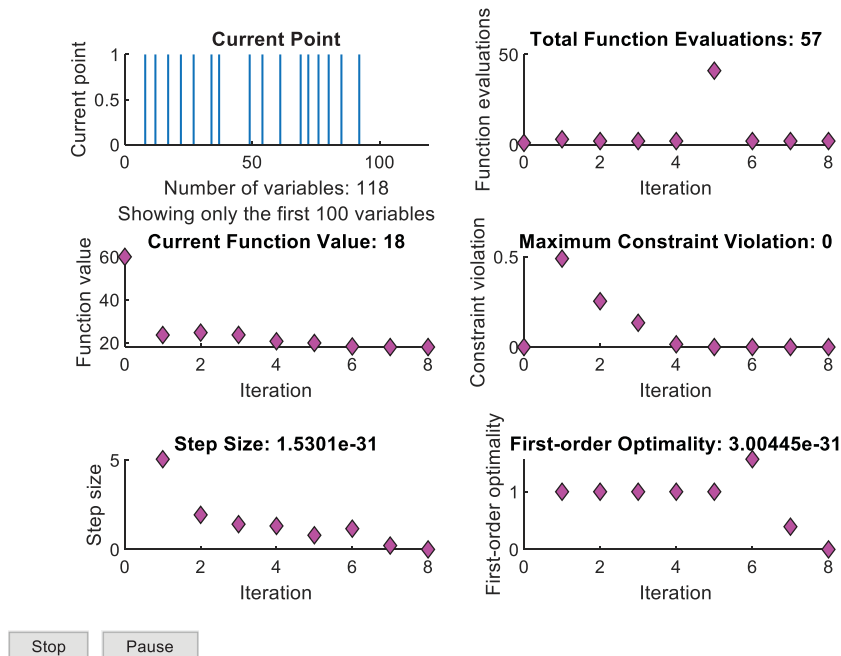 Current Point
Current point
1
0.5
0
0
50
100
Number of variables: 118
Showing only the first 100 variables
Total Function Evaluations: 57
Function evaluations
50
0
0
2
4
6
8
Iteration
Current Function Value: 18
Function value
60
40
20
0
2
4
6
8
Iteration
Maximum Constraint Violation: 0
Constraint violation
0.5
0
0
2
4
6
8
Iteration
Step Size: 1.5301e-31
Step size
5
0
0
2
4
6
8
Iteration
First-order Optimality: 3.00445e-31
First-order optimality
1
0
0
2
4
6
8
Iteration
Stop
Pause